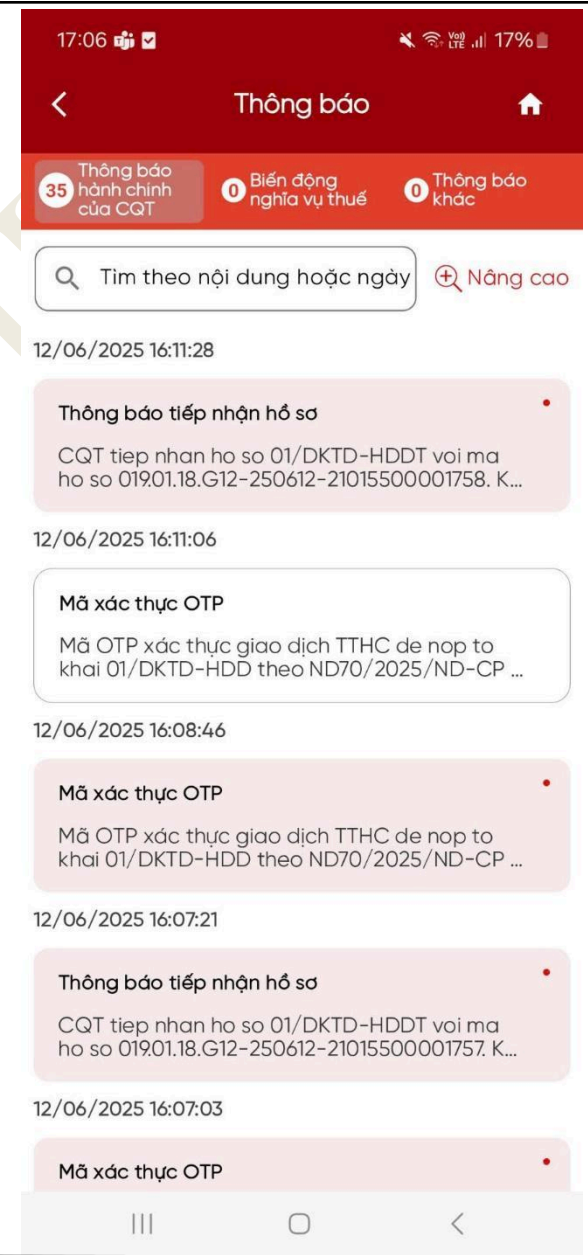 17:06
VoLTE 17%
Thông báo
35 Thông báo
hành chính
của CQT
0 Biến động
nghĩa vụ thuế
0 Thông báo
khác
Tìm theo nội dung hoặc ngày
Nâng cao
12/06/2025 16:11:28
Thông báo tiếp nhận hồ sơ
CQT tiep nhan ho so 01/DKTD-HDDT voi ma
ho so 019.01.18.G12-250612-21015500001758. K...
12/06/2025 16:11:06
Mã xác thực OTP
Mã OTP xác thực giao dịch TTHC de nop to
khai 01/DKTD-HDD theo ND70/2025/ND-CP ...
12/06/2025 16:08:46
Mã xác thực OTP
Mã OTP xác thực giao dịch TTHC de nop to
khai 01/DKTD-HDD theo ND70/2025/ND-CP ...
12/06/2025 16:07:21
Thông báo tiếp nhận hồ sơ
CQT tiep nhan ho so 01/DKTD-HDDT voi ma
ho so 019.01.18.G12-250612-21015500001757. K...
12/06/2025 16:07:03
Mã xác thực OTP